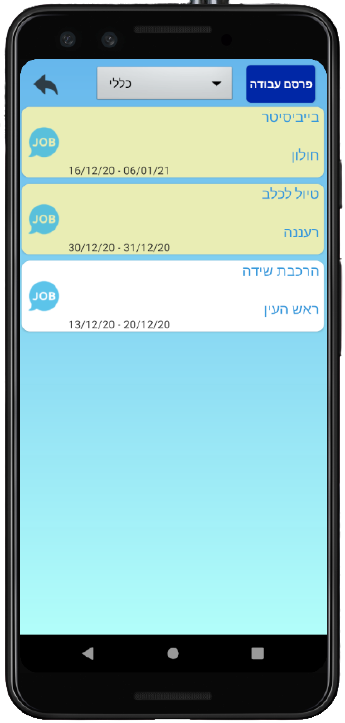 פרסם עבודה
כללי
בייביסיטר
חולון
JOB
16/12/20 - 06/01/21
טיול לכלב
רעננה
JOB
30/12/20 - 31/12/20
הרכבת שידה
ראש העין
JOB
13/12/20 - 20/12/20